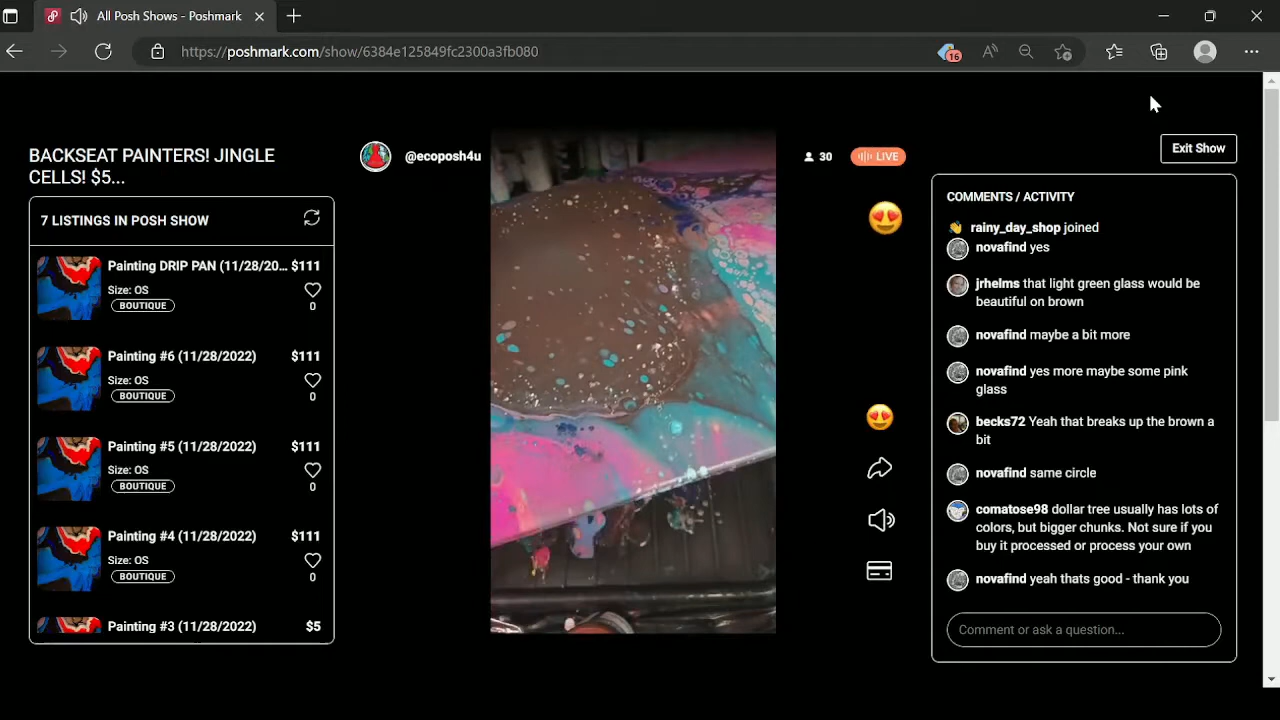 All Posh Shows - Poshmark
https://poshmark.com/show/6384e125849fc2300a3fb080
16
BACKSEAT PAINTERS! JINGLE
CELLS! $5...
@ecoposh4u
30
LIVE
Exit Show
7 LISTINGS IN POSH SHOW
Painting DRIP PAN (11/28/20... $111
Size: OS
BOUTIQUE
0
Painting #6 (11/28/2022) $111
Size: OS
BOUTIQUE
0
Painting #5 (11/28/2022) $111
Size: OS
BOUTIQUE
0
Painting #4 (11/28/2022) $111
Size: OS
BOUTIQUE
0
Painting #3 (11/28/2022) $5
COMMENTS / ACTIVITY
rainy_day_shop joined
novafind yes
jrhelms that light green glass would be
beautiful on brown
novafind maybe a bit more
novafind yes more maybe some pink
glass
becks72 Yeah that breaks up the brown a
bit
novafind same circle
comatose98 dollar tree usually has lots of
colors, but bigger chunks. Not sure if you
buy it processed or process your own
novafind yeah thats good - thank you
Comment or ask a question...